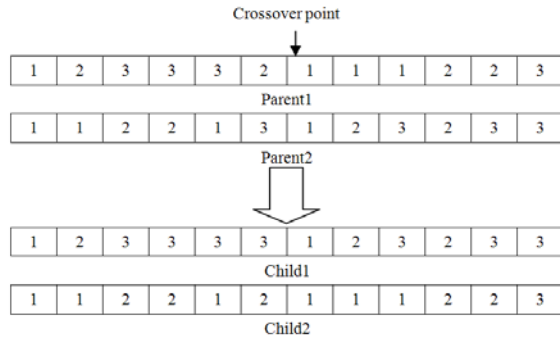 Crossover point
1 2 3 3 3 2 1 1 1 2 2 3
Parent1
1 1 2 2 1 3 1 2 3 2 3 3
Parent2
1 2 3 3 3 3 1 2 3 2 3 3
Child1
1 1 2 2 1 2 1 1 1 2 2 3
Child2